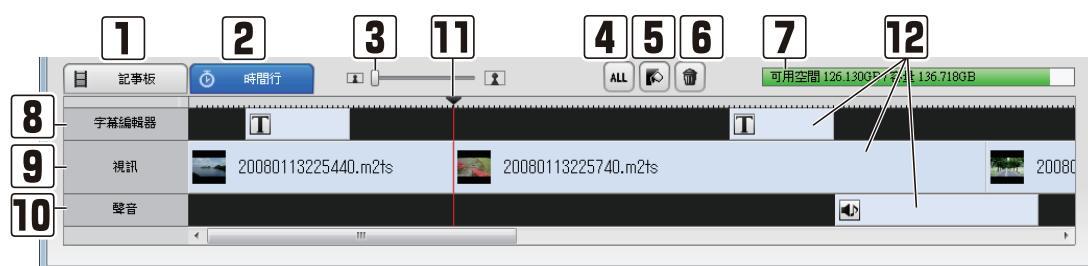 1 2 3 11 4 5 6 7 12
記事板 時間行 ALL 可用空間 126.130GB / 容量 136.718GB
8 字幕編輯器 T T
9 視訊 20080113225440.m2ts 20080113225740.m2ts 20080
10 聲音